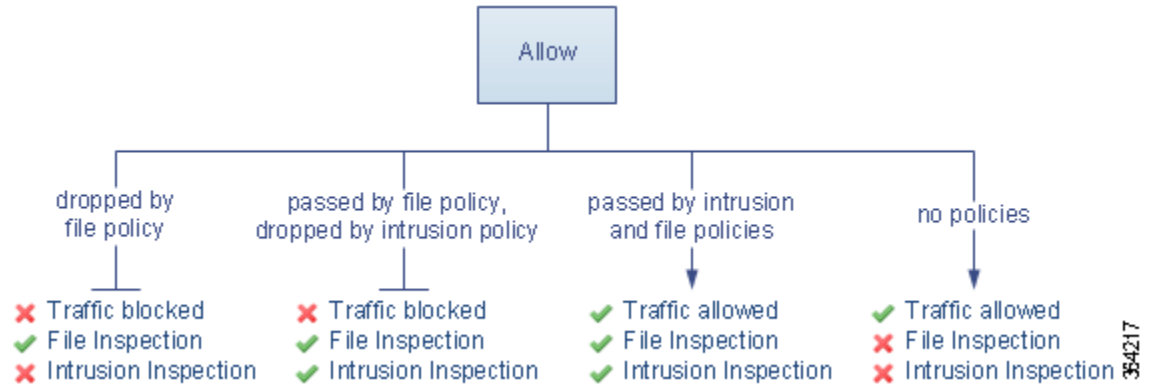 Allow
dropped by
file policy
passed by file policy,
dropped by intrusion policy
passed by intrusion
and file policies
no policies
Traffic blocked
File Inspection
Intrusion Inspection
Traffic blocked
File Inspection
Intrusion Inspection
Traffic allowed
File Inspection
Intrusion Inspection
Traffic allowed
File Inspection
Intrusion Inspection
364217